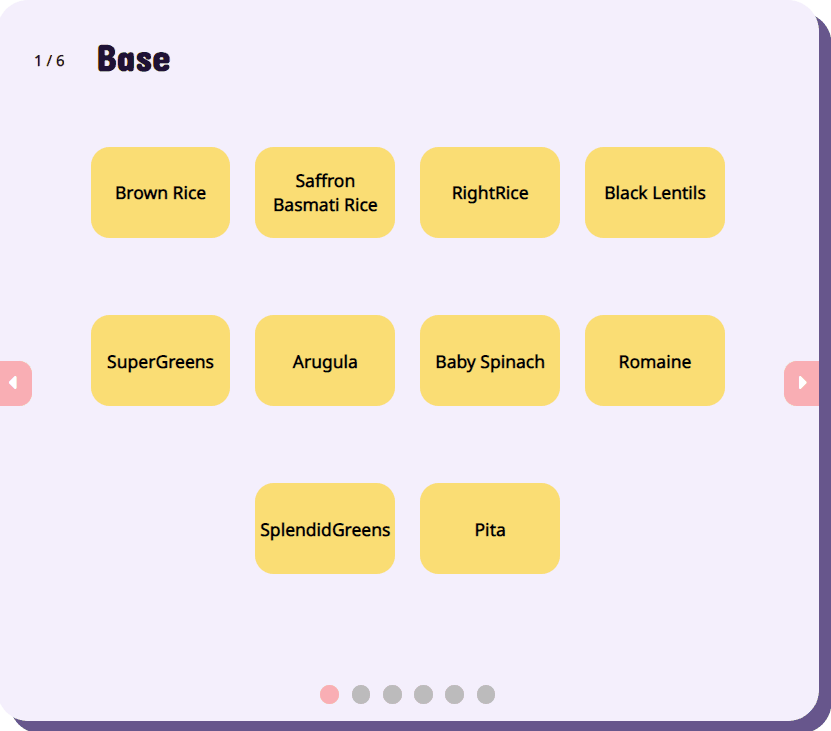 1 / 6
Base
Brown Rice
Saffron
Basmati Rice
RightRice
Black Lentils
SuperGreens
Arugula
Baby Spinach
Romaine
SplendidGreens
Pita